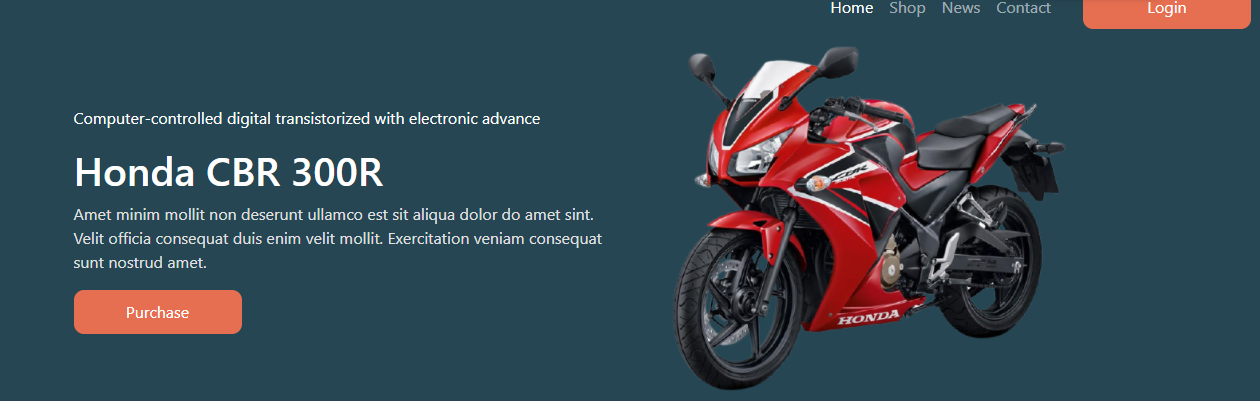 Home Shop News Contact Login
Computer-controlled digital transistorized with electronic advance
Honda CBR 300R
Amet minim mollit non deserunt ullamco est sit aliqua dolor do amet sint.
Velit officia consequat duis enim velit mollit. Exercitation veniam consequat
sunt nostrud amet.
Purchase
CBR
HONDA